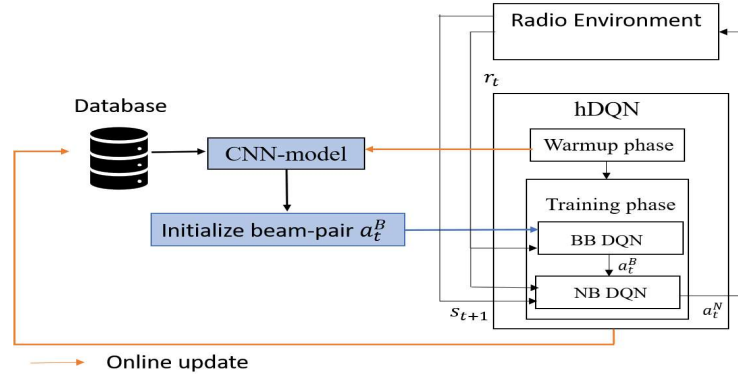 Radio Environment
r_t
Database
hDQN
CNN-model
Warmup phase
Training phase
Initialize beam-pair a_t^B
BB DQN
a_t^B
NB DQN
s_{t+1}
a_t^N
Online update